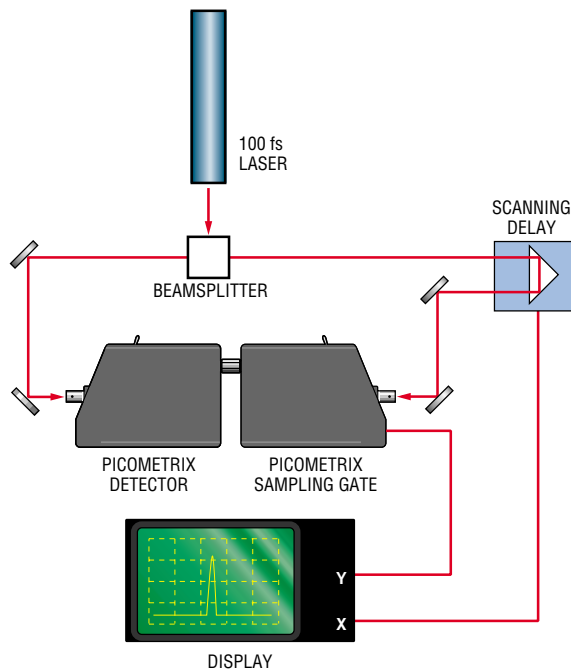 100 fs
LASER
SCANNING
DELAY
BEAMSPLITTER
PICOMETRIX
DETECTOR
PICOMETRIX
SAMPLING GATE
Y
X
DISPLAY